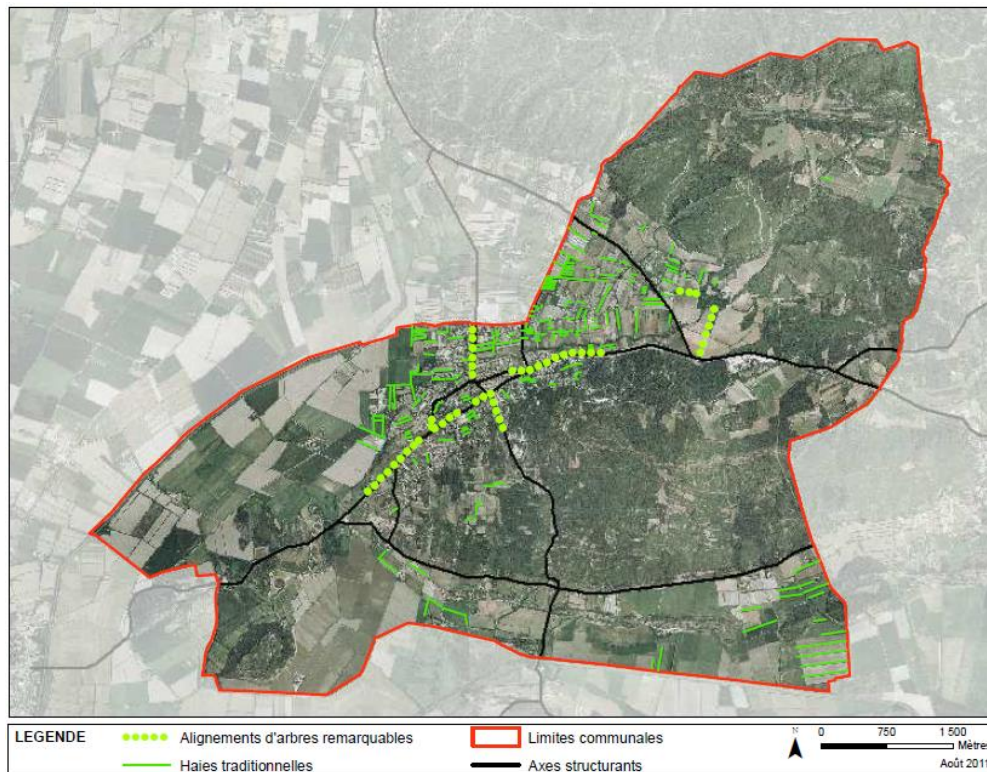 LEGENDE
Alignements d'arbres remarquables
Limites communales
N
0 750 1 500
Mètres
Haies traditionnelles
Axes structurants
Août 2011